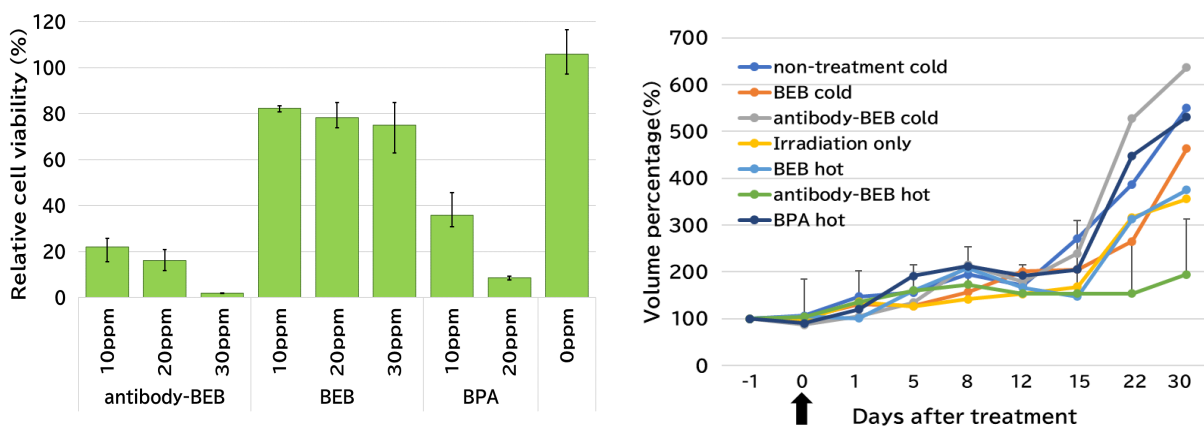 Relative cell viability (%)
120
100
80
60
40
20
0
10ppm
20ppm
30ppm
10ppm
20ppm
30ppm
10ppm
20ppm
0ppm
antibody-BEB
BEB
BPA
Volume percentage(%)
700
600
500
400
300
200
100
0
non-treatment cold
BEB cold
antibody-BEB cold
Irradiation only
BEB hot
antibody-BEB hot
BPA hot
-1 0 1 5 8 12 15 22 30
Days after treatment